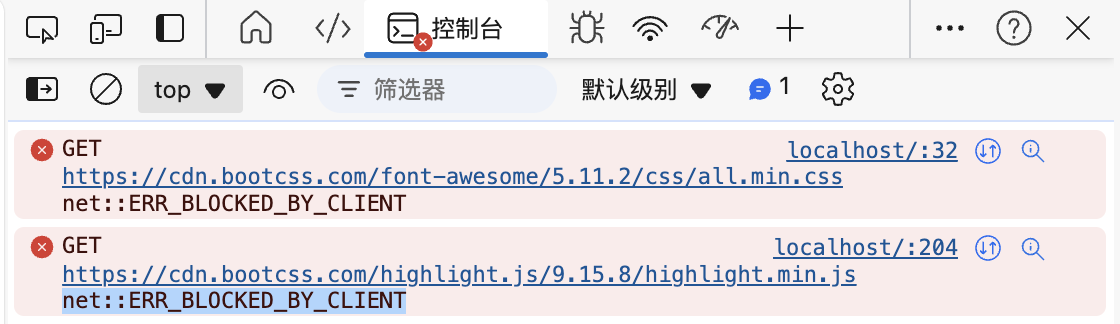 控制台
top
筛选器
默认级别
1
GET
localhost/:32
https://cdn.bootcss.com/font-awesome/5.11.2/css/all.min.css
net::ERR_BLOCKED_BY_CLIENT
GET
localhost/:204
https://cdn.bootcss.com/highlight.js/9.15.8/highlight.min.js
net::ERR_BLOCKED_BY_CLIENT